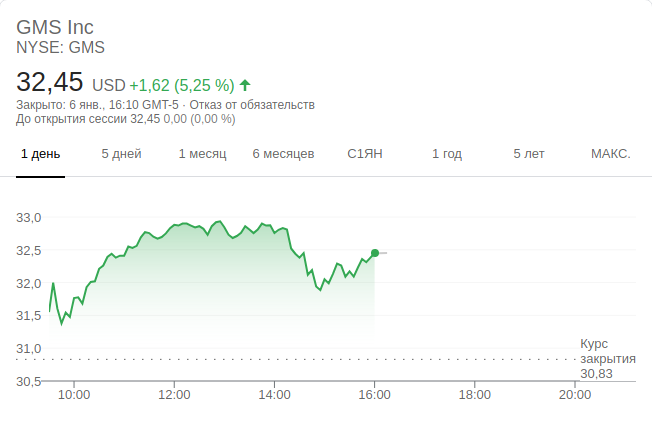 GMS Inc
NYSE: GMS
32,45 USD +1,62 (5,25 %)
Закрыто: 6 янв., 16:10 GMT-5 · Отказ от обязательств
До открытия сессии 32,45 0,00 (0,00 %)
1 день 5 дней 1 месяц 6 месяцев С1ЯН 1 год 5 лет МАКС.
33,0
32,5
32,0
31,5
31,0
Курс
закрытия
30,83
30,5
10:00 12:00 14:00 16:00 18:00 20:00